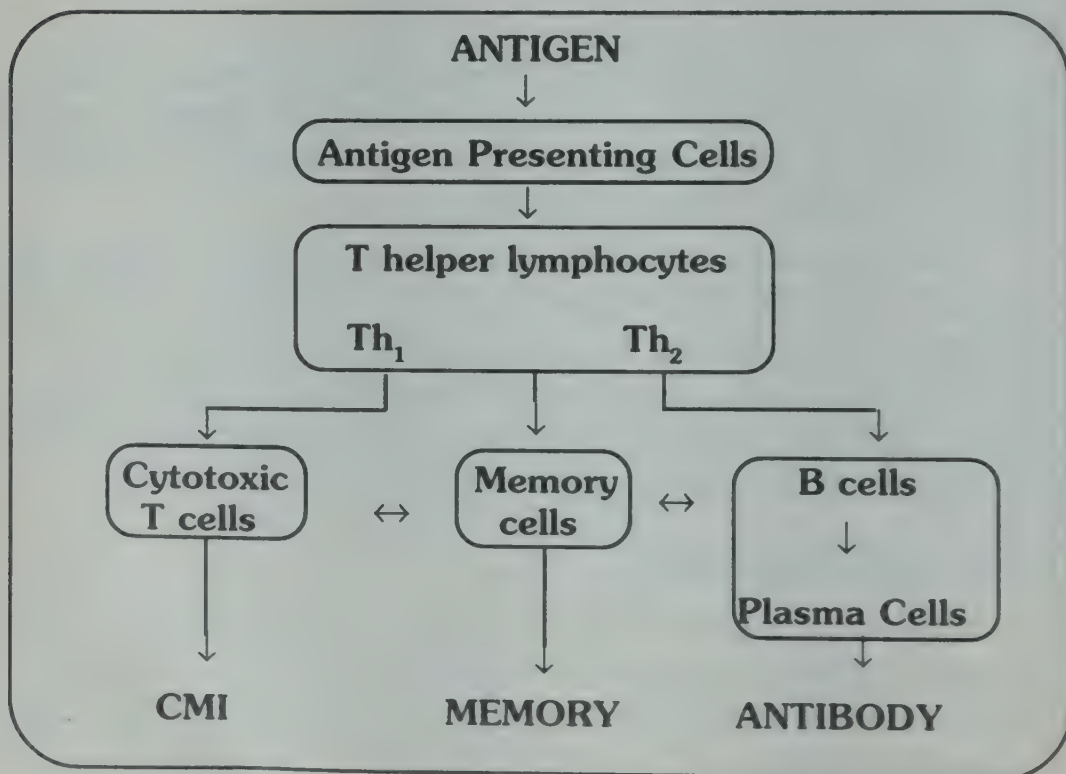 ANTIGEN
Antigen Presenting Cells
T helper lymphocytes
Th₁ Th₂
Cytotoxic
T cells
Memory
cells
B cells
Plasma Cells
CMI
MEMORY
ANTIBODY